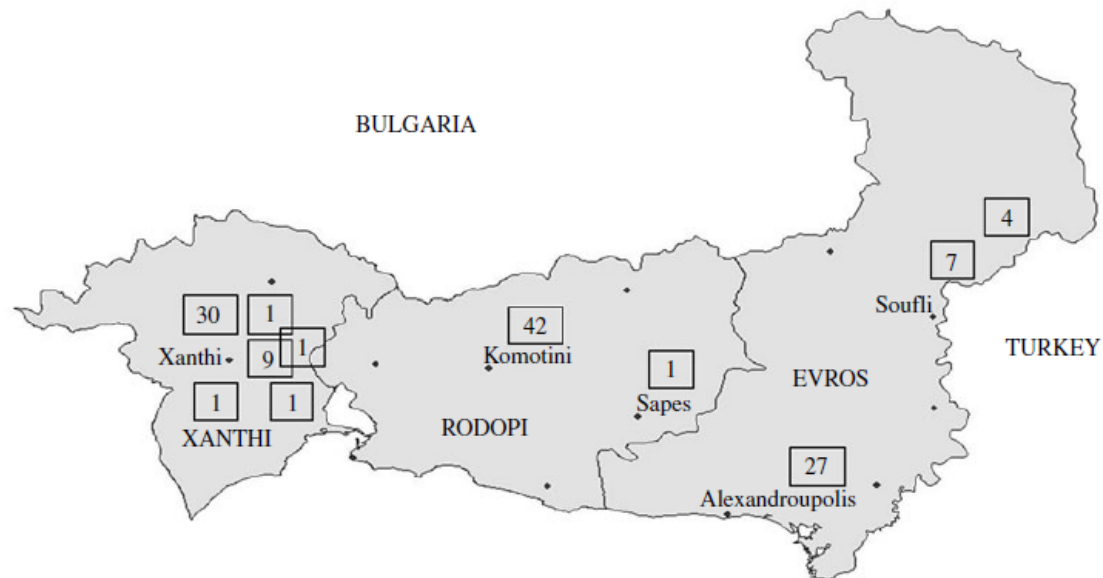 BULGARIA
4
7
30
1
42
Soufli
1
Komotini
TURKEY
Xanthi
9
1
EVROS
1
1
Sapes
XANTHI
RODOPI
27
Alexandroupolis